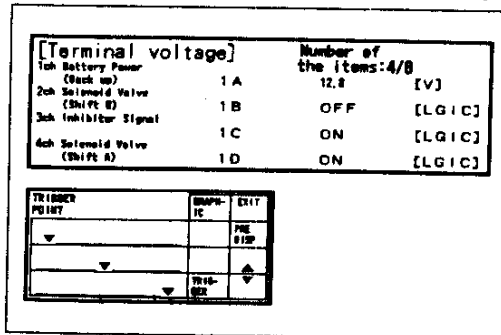 [Terminal voltage] Number of
the items:4/8
1ch Battery Power
(Back up) 1A 12.8 [V]
2ch Solenoid Valve
(Shift B) 1B OFF [LGIC]
3ch Inhibitor Signal
1C ON [LGIC]
4ch Solenoid Valve
(Shift A) 1D ON [LGIC]
TRIGGER GRAPH- EXIT
POINT IC
PRE
DISP
TRIG-
GER